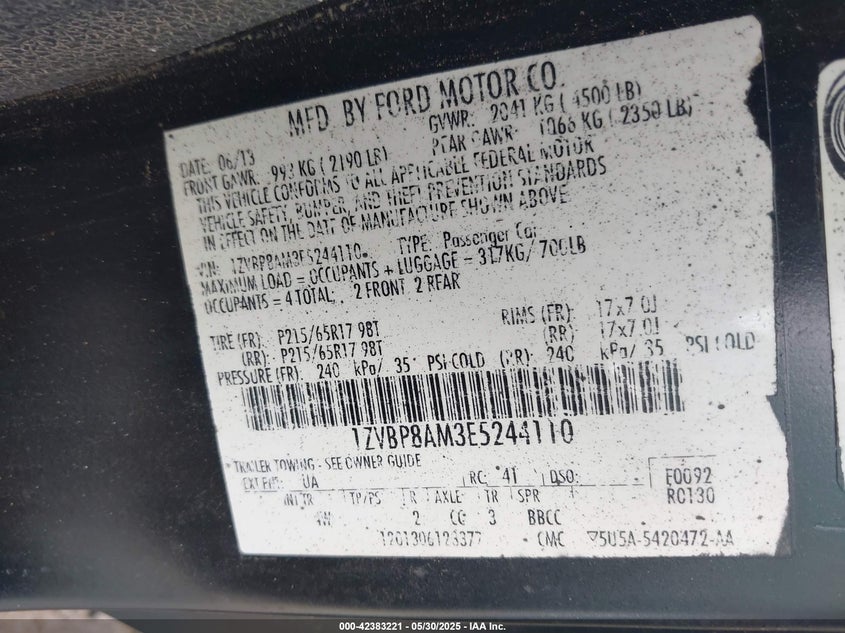 MFD BY FORD MOTOR CO.
DATE: 06/13 GVWR: 2041 KG (4500 LB)
FRONT GAWR: 993 KG (2190 LB) REAR GAWR: 1066 KG (2350 LB)
THIS VEHICLE CONFORMS TO ALL APPLICABLE FEDERAL MOTOR
VEHICLE SAFETY, BUMPER, AND THEFT PREVENTION STANDARDS
IN EFFECT ON THE DATE OF MANUFACTURE SHOWN ABOVE
VIN: 1ZVBP8AM3E5244110 TYPE: Passenger Car
MAXIMUM LOAD = OCCUPANTS + LUGGAGE = 317KG/700LB
OCCUPANTS = 4 TOTAL, 2 FRONT 2 REAR
TIRE (FR): P215/65R17 98T RIMS (FR): 17x7.0J
(RR): P215/65R17 98T (RR): 17x7.0J
PRESSURE (FR): 240 kPa/ 35 PSI COLD (RR): 240 kPa/ 35 PSI COLD
1ZVBP8AM3E5244110
*TRAILER TOWING - SEE OWNER GUIDE
EXT PNT: UA RC: 41 DSO: F0092
INT TR TP/PS R AXLE TR SPR RC130
2 CG 3 BBCC
CMC 5U5A-5420472-AA
000-42383221 - 05/30/2025 - IAA Inc.